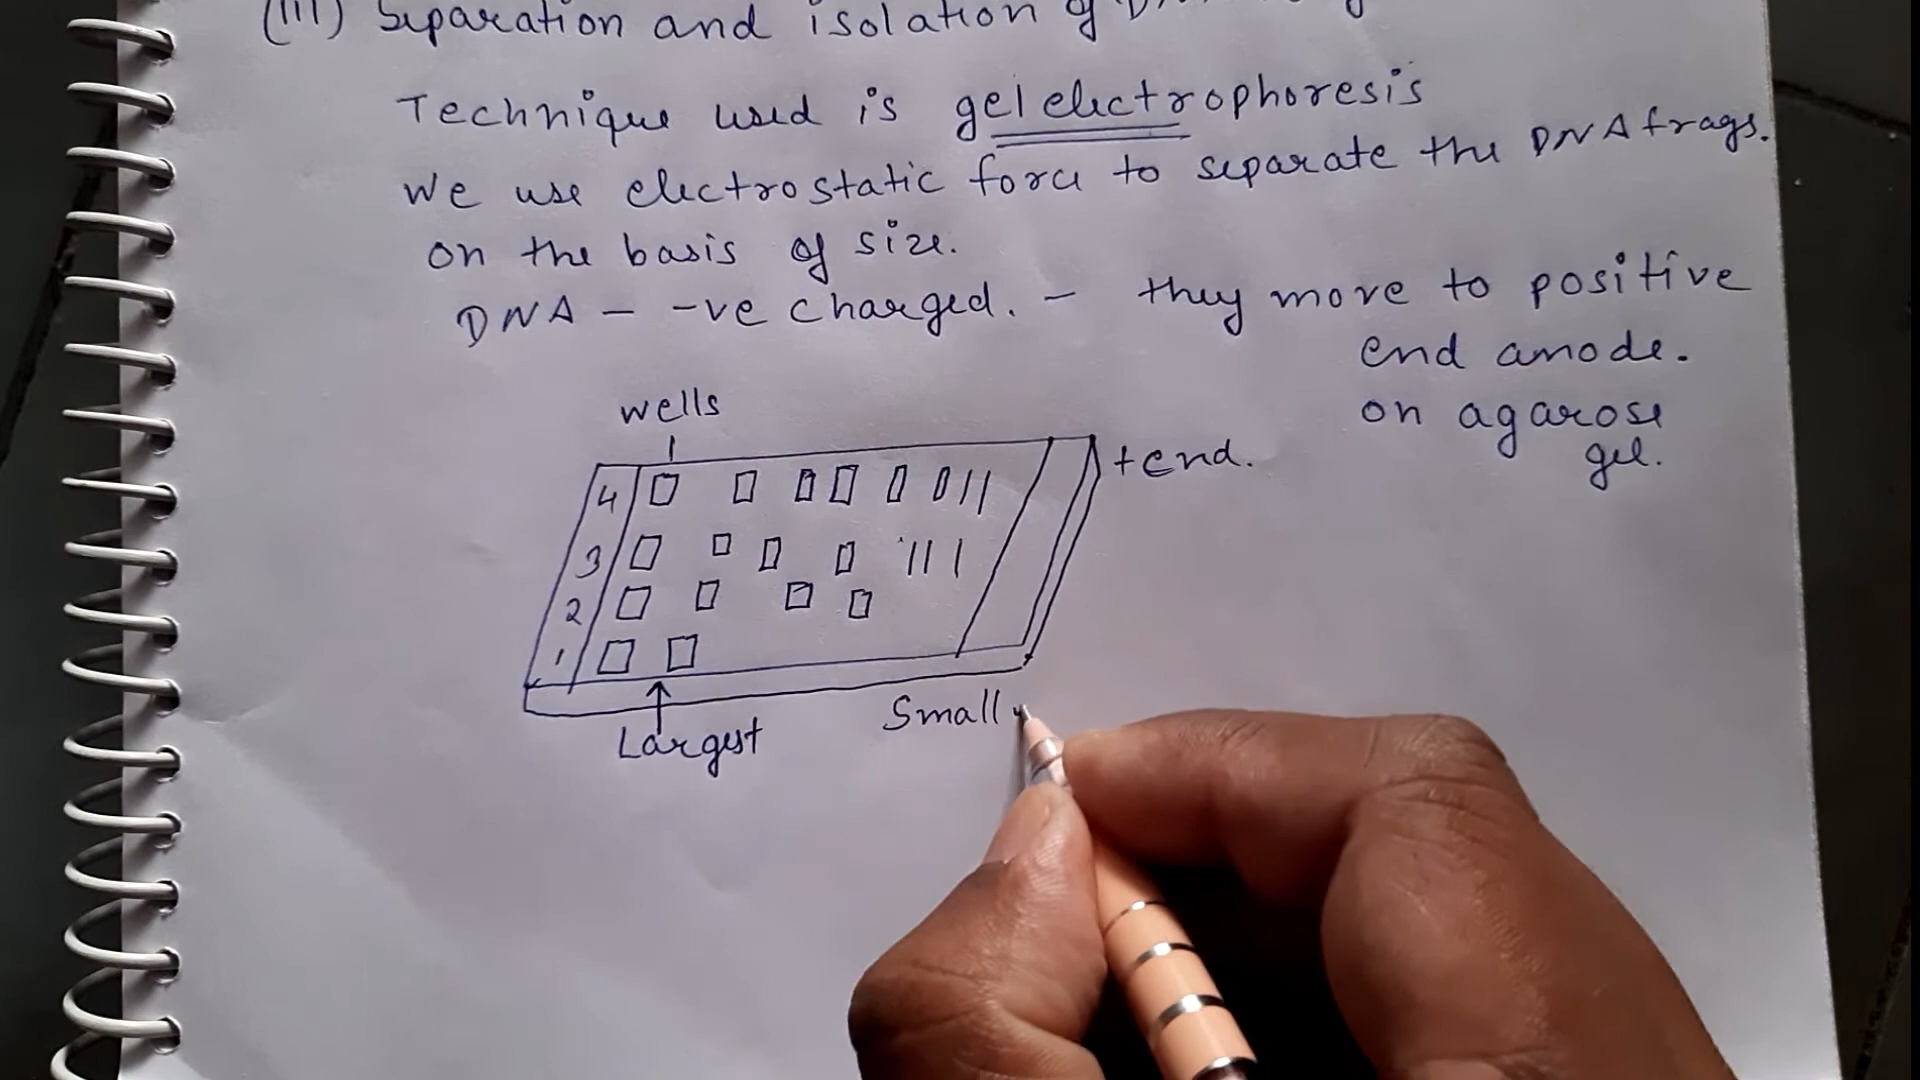 (III) Separation and isolation of
Technique used is gel electrophoresis
We use electrostatic force to separate the DNA frags.
on the basis of size.
DNA - -ve charged. - they move to positive
end anode.
on agarose
gel.
wells
+ end.
4
3
2
1
Largest
Small